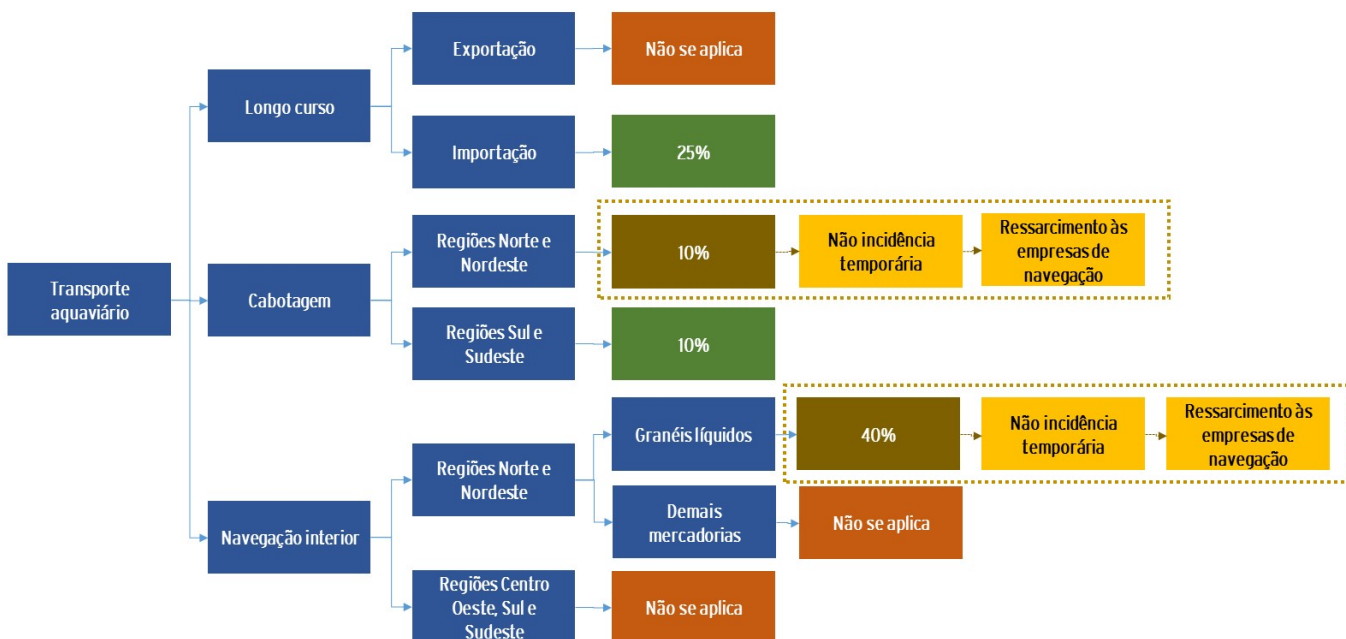 Exportação
Não se aplica
Longo curso
Importação
25%
Regiões Norte e
Nordeste
10%
Não incidência
temporária
Ressarcimento às
empresas de
navegação
Transporte
aquaviário
Cabotagem
Regiões Sul e
Sudeste
10%
Granéis líquidos
40%
Não incidência
temporária
Ressarcimento às
empresas de
navegação
Regiões Norte e
Nordeste
Demais
mercadorias
Não se aplica
Navegação interior
Regiões Centro
Oeste, Sul e
Sudeste
Não se aplica